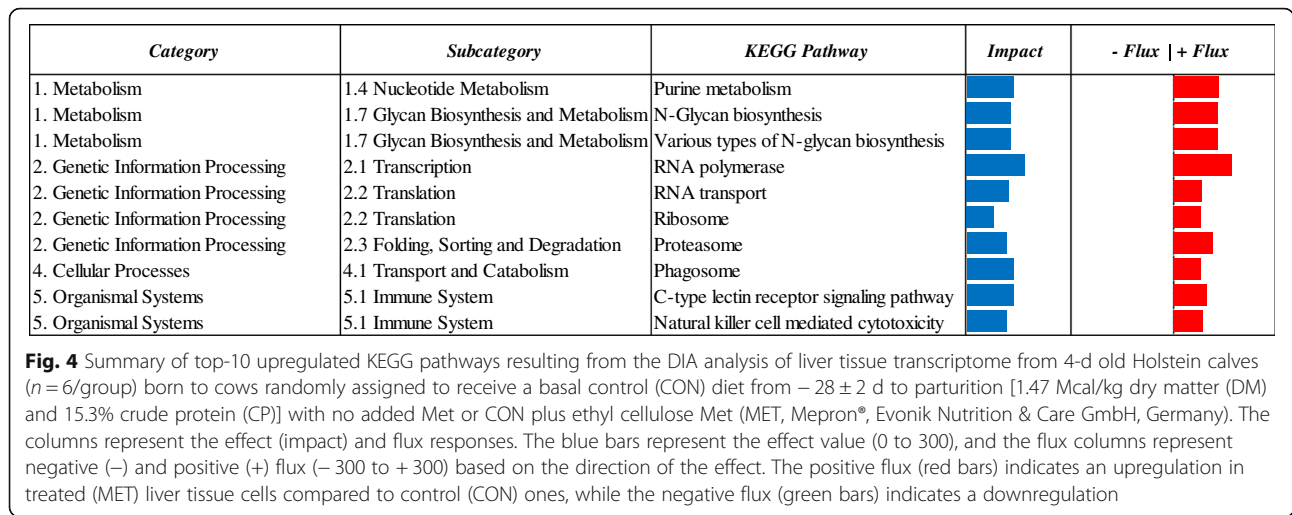 Category Subcategory KEGG Pathway Impact - Flux | + Flux
1. Metabolism 1.4 Nucleotide Metabolism Purine metabolism
1. Metabolism 1.7 Glycan Biosynthesis and Metabolism N-Glycan biosynthesis
1. Metabolism 1.7 Glycan Biosynthesis and Metabolism Various types of N-glycan biosynthesis
2. Genetic Information Processing 2.1 Transcription RNA polymerase
2. Genetic Information Processing 2.2 Translation RNA transport
2. Genetic Information Processing 2.2 Translation Ribosome
2. Genetic Information Processing 2.3 Folding, Sorting and Degradation Proteasome
4. Cellular Processes 4.1 Transport and Catabolism Phagosome
5. Organismal Systems 5.1 Immune System C-type lectin receptor signaling pathway
5. Organismal Systems 5.1 Immune System Natural killer cell mediated cytotoxicity
Fig. 4 Summary of top-10 upregulated KEGG pathways resulting from the DIA analysis of liver tissue transcriptome from 4-d old Holstein calves
(n = 6/group) born to cows randomly assigned to receive a basal control (CON) diet from − 28 ± 2 d to parturition [1.47 Mcal/kg dry matter (DM)
and 15.3% crude protein (CP)] with no added Met or CON plus ethyl cellulose Met (MET, Mepron®, Evonik Nutrition & Care GmbH, Germany). The
columns represent the effect (impact) and flux responses. The blue bars represent the effect value (0 to 300), and the flux columns represent
negative (−) and positive (+) flux (− 300 to + 300) based on the direction of the effect. The positive flux (red bars) indicates an upregulation in
treated (MET) liver tissue cells compared to control (CON) ones, while the negative flux (green bars) indicates a downregulation